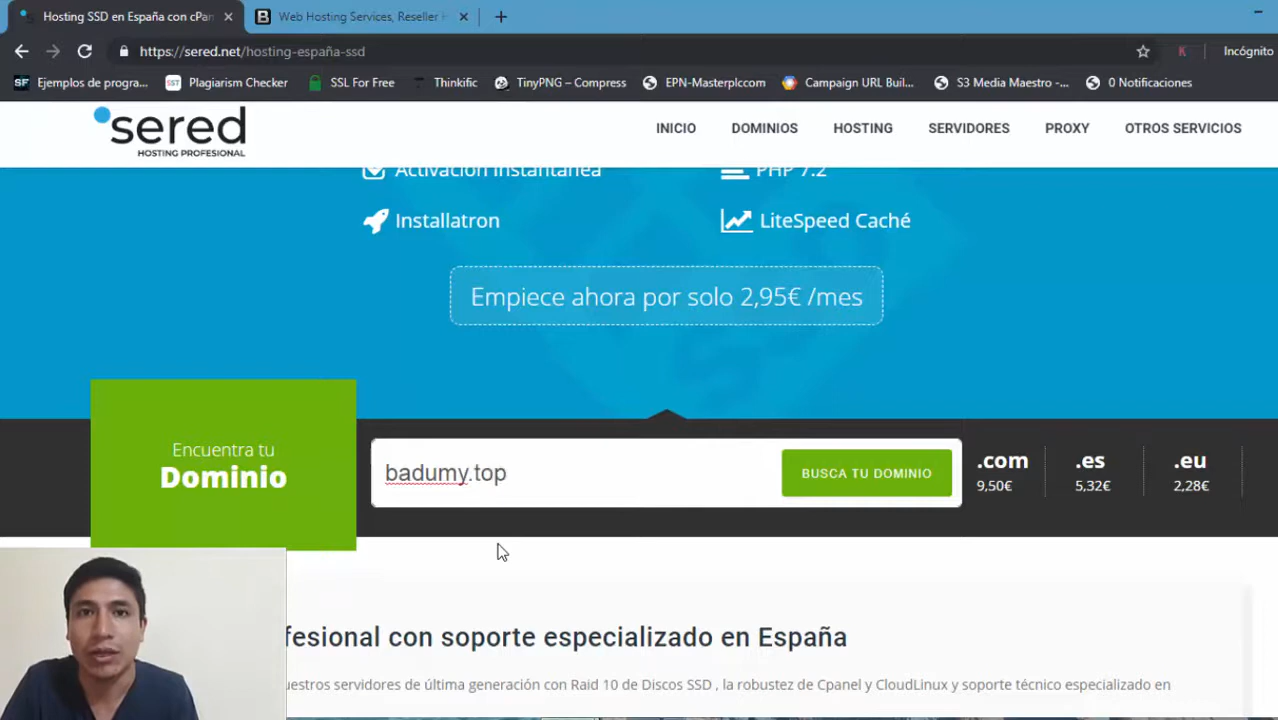 Hosting SSD en España con cPan
Web Hosting Services, Reseller H
https://sered.net/hosting-españa-ssd
Incógnito
SF Ejemplos de progra...
SST Plagiarism Checker
SSL For Free
Thinkific
TinyPNG – Compress
EPN-Masterplccom
Campaign URL Buil...
S3 Media Maestro -...
0 Notificaciones
sered
HOSTING PROFESIONAL
INICIO
DOMINIOS
HOSTING
SERVIDORES
PROXY
OTROS SERVICIOS
Activación Instantánea
PHP 7.2
Installatron
LiteSpeed Caché
Empiece ahora por solo 2,95€ /mes
Encuentra tu
Dominio
badumy.top
BUSCA TU DOMINIO
.com
9,50€
.es
5,32€
.eu
2,28€
fesional con soporte especializado en España
uestros servidores de última generación con Raid 10 de Discos SSD , la robustez de Cpanel y CloudLinux y soporte técnico especializado en